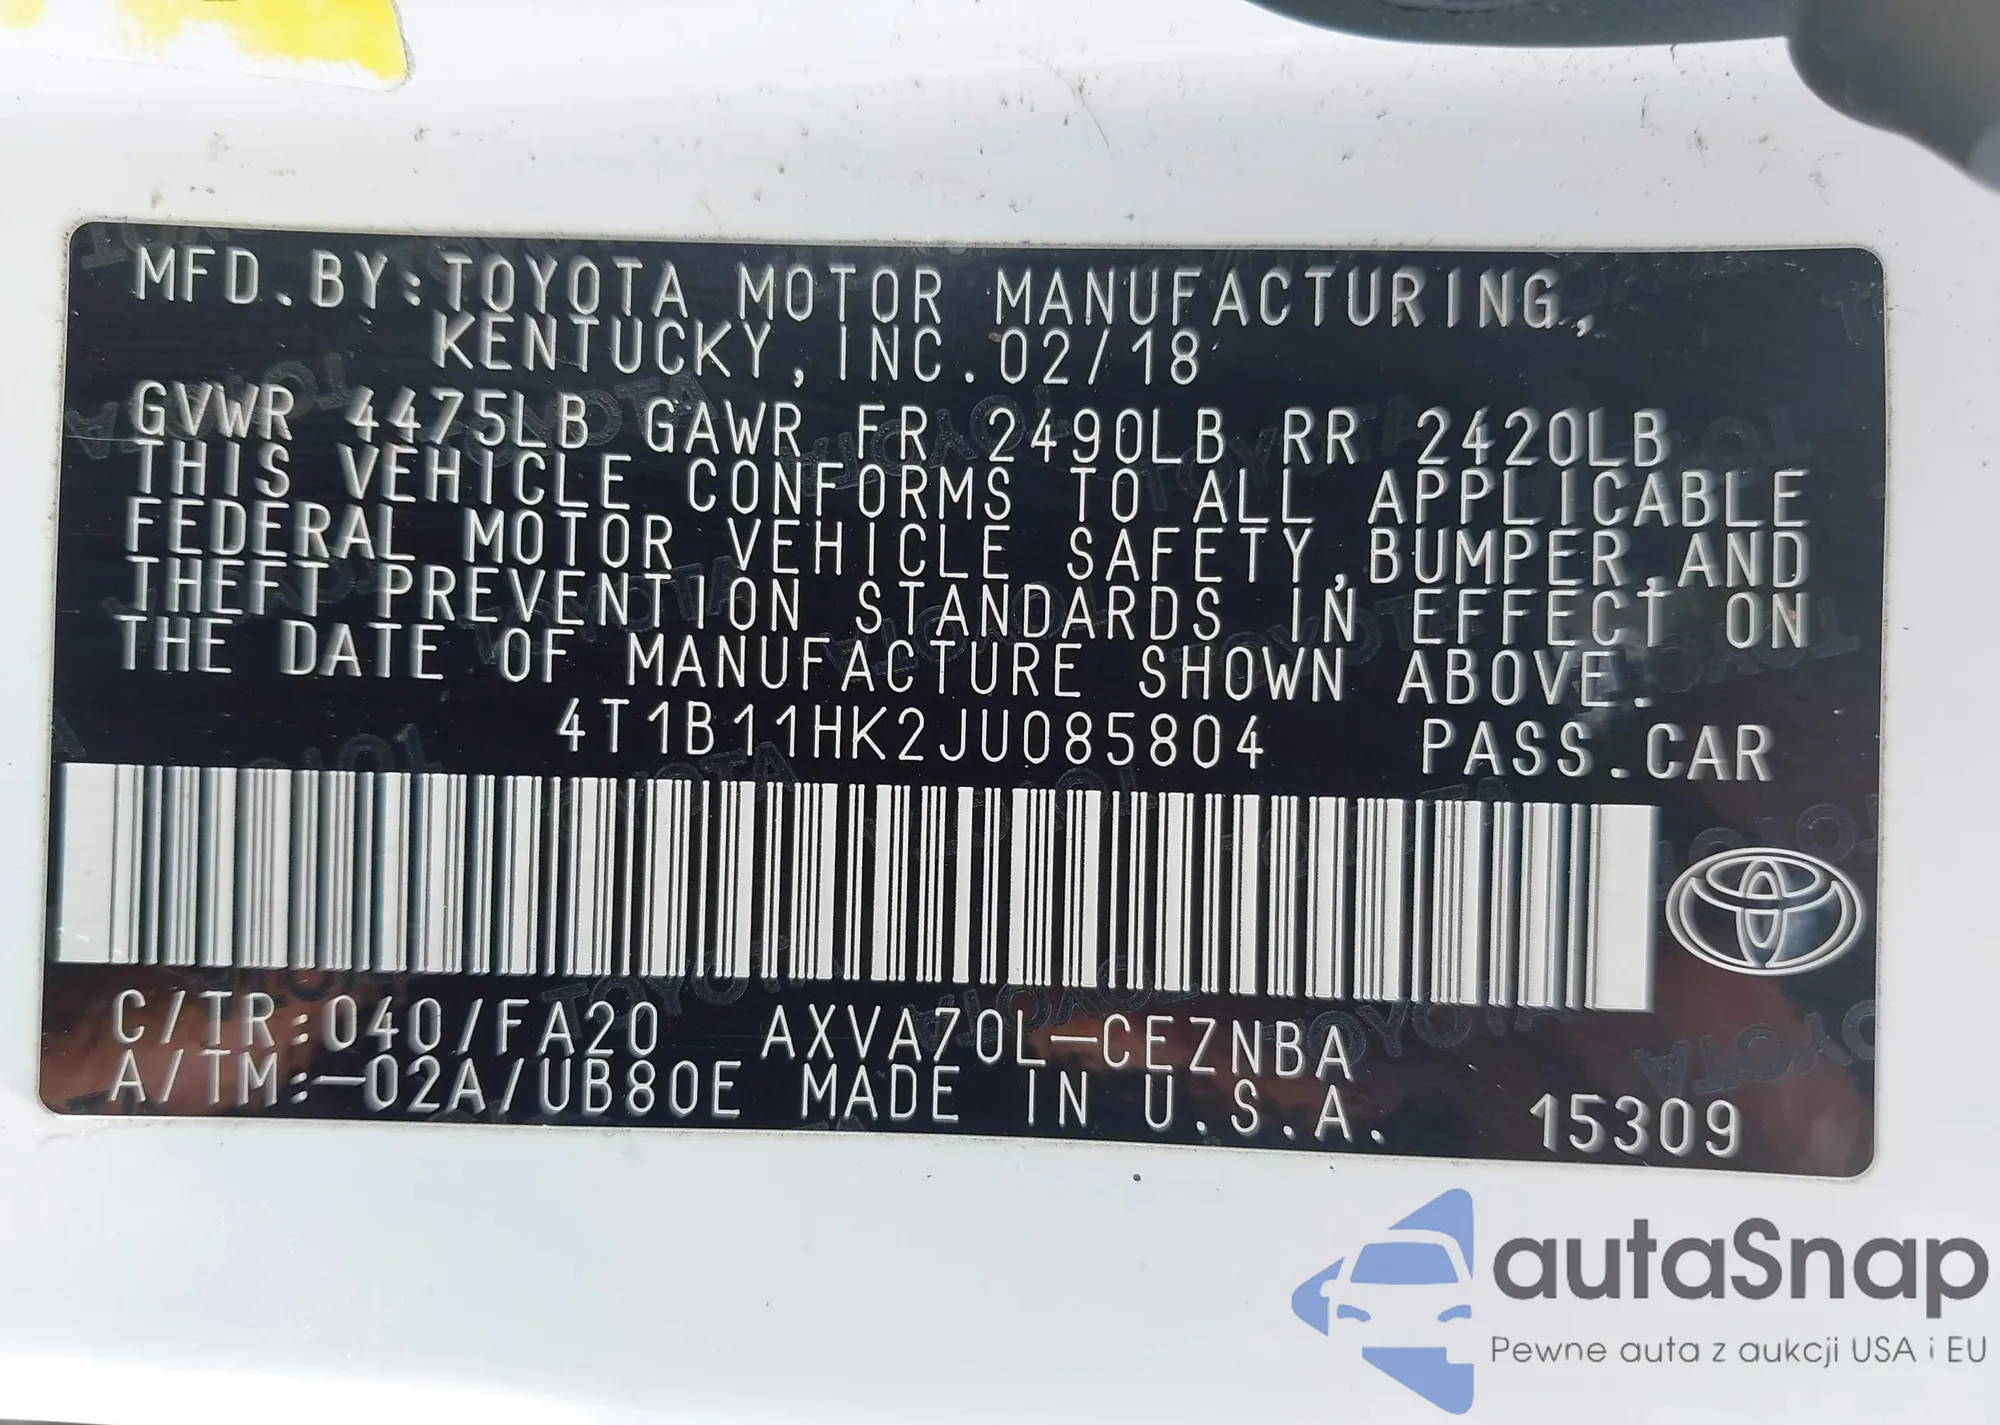 MFD.BY:TOYOTA MOTOR MANUFACTURING,
KENTUCKY,INC.02/18
GVWR 4475LB GAWR FR 2490LB RR 2420LB
THIS VEHICLE CONFORMS TO ALL APPLICABLE
FEDERAL MOTOR VEHICLE SAFETY,BUMPER,AND
THEFT PREVENTION STANDARDS IN EFFECT ON
THE DATE OF MANUFACTURE SHOWN ABOVE.
4T1B11HK2JU085804 PASS.CAR
C/TR:040/FA20 AXVA70L-CEZNBA
A/TM:-02A/UB80E MADE IN U.S.A. 15309
autaSnap
Pewne auta z aukcji USA i EU